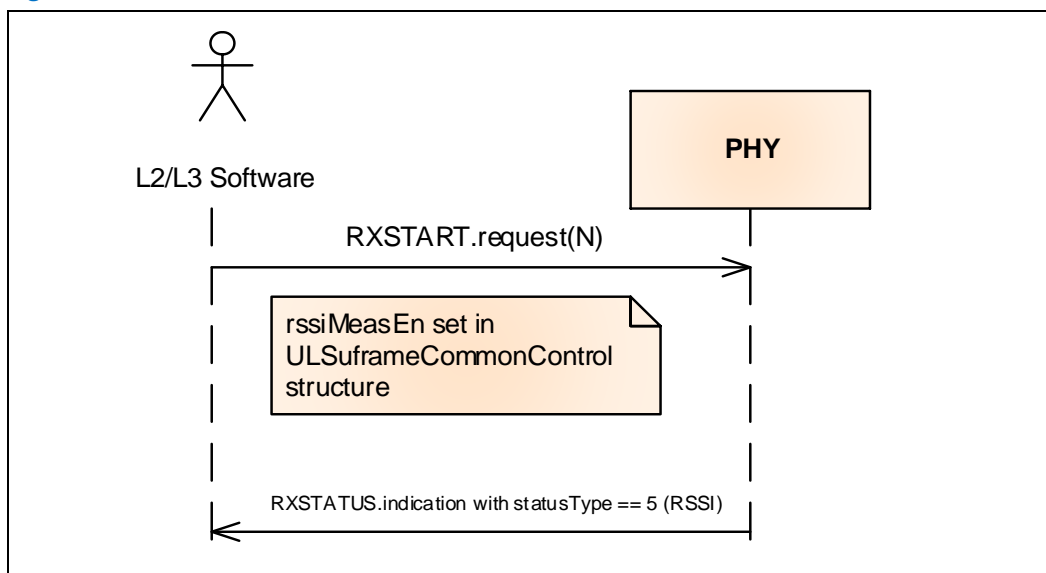 PHY
L2/L3 Software
RXSTART.request(N)
rssiMeasEn set in
ULSuframeCommonControl
structure
RXSTATUS.indication with statusType == 5 (RSSI)